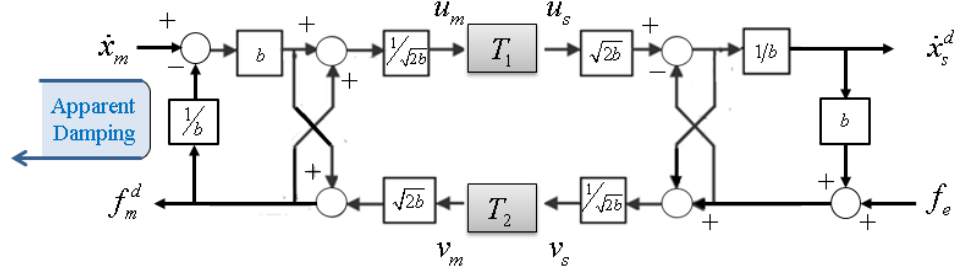 u_m u_s
+ + + -
ẋ_m b 1/√2b T_1 √2b 1/b ẋ_s^d
- + -
Apparent
Damping
1/b b
+ +
f_m^d √2b T_2 1/√2b f_e
+ +
v_m v_s